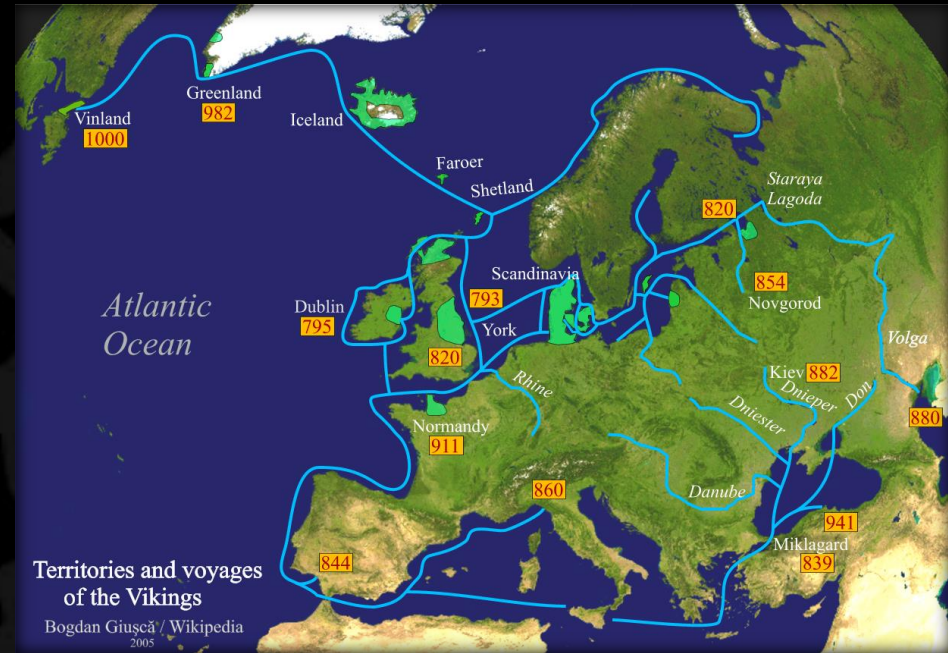 Greenland
982
Vinland
1000
Iceland
Faroer
Shetland
Staraya
Lagoda
820
Scandinavia
793
854
Novgorod
Atlantic
Ocean
Dublin
795
York
820
Volga
Kiev 882
Rhine
Dnieper
Don
Dniester
880
Normandy
911
860
Danube
941
Miklagard
839
844
Territories and voyages
of the Vikings
Bogdan Giuşcă / Wikipedia
2005